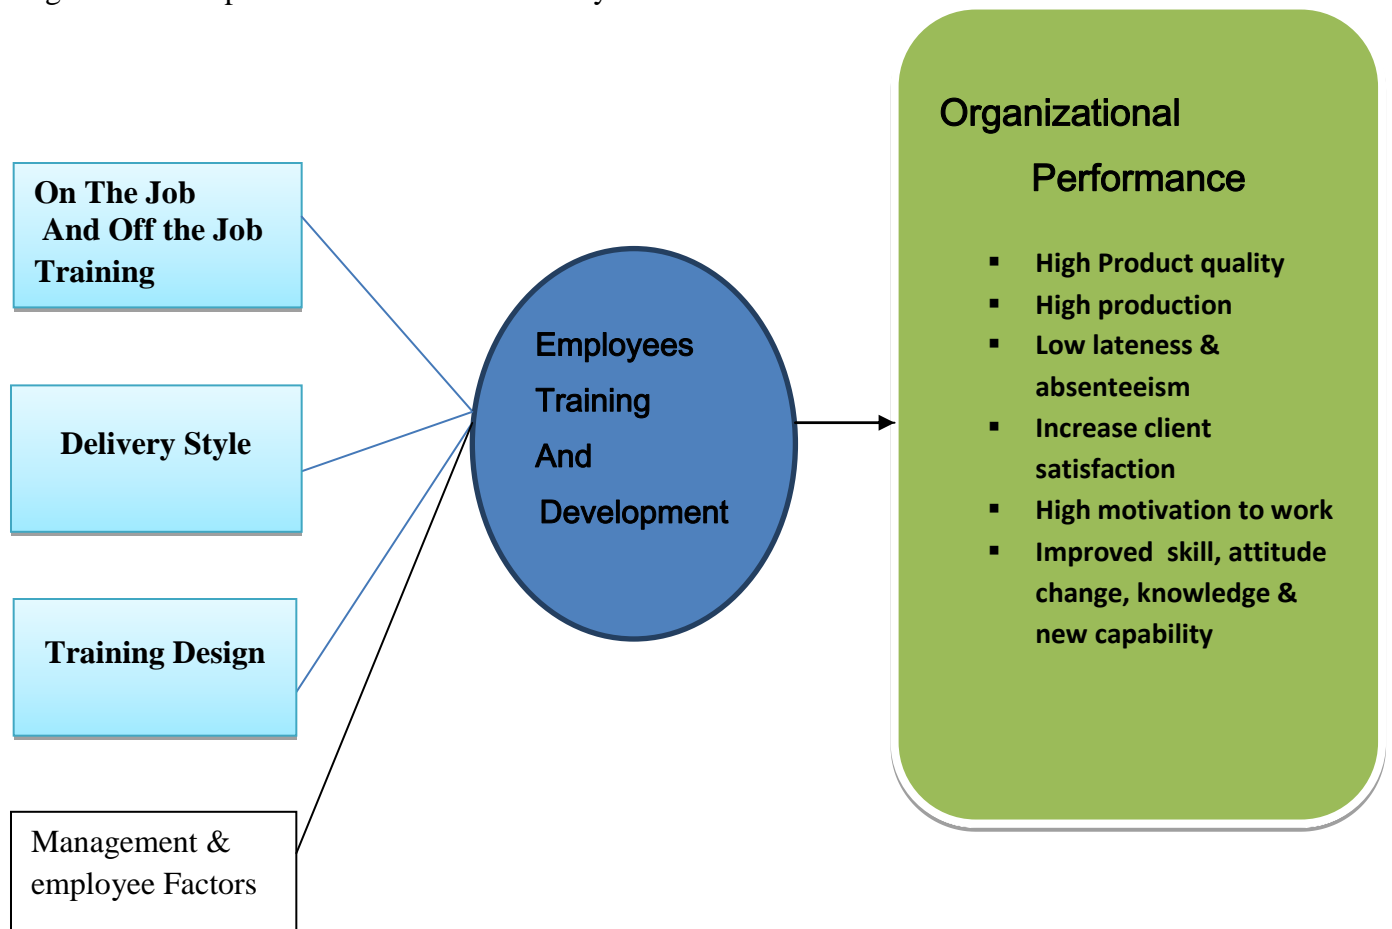 On The Job
And Off the Job
Training
Delivery Style
Training Design
Management &
employee Factors
Employees
Training
And
Development
Organizational
Performance
▪ High Product quality
▪ High production
▪ Low lateness &
absenteeism
▪ Increase client
satisfaction
▪ High motivation to work
▪ Improved skill, attitude
change, knowledge &
new capability